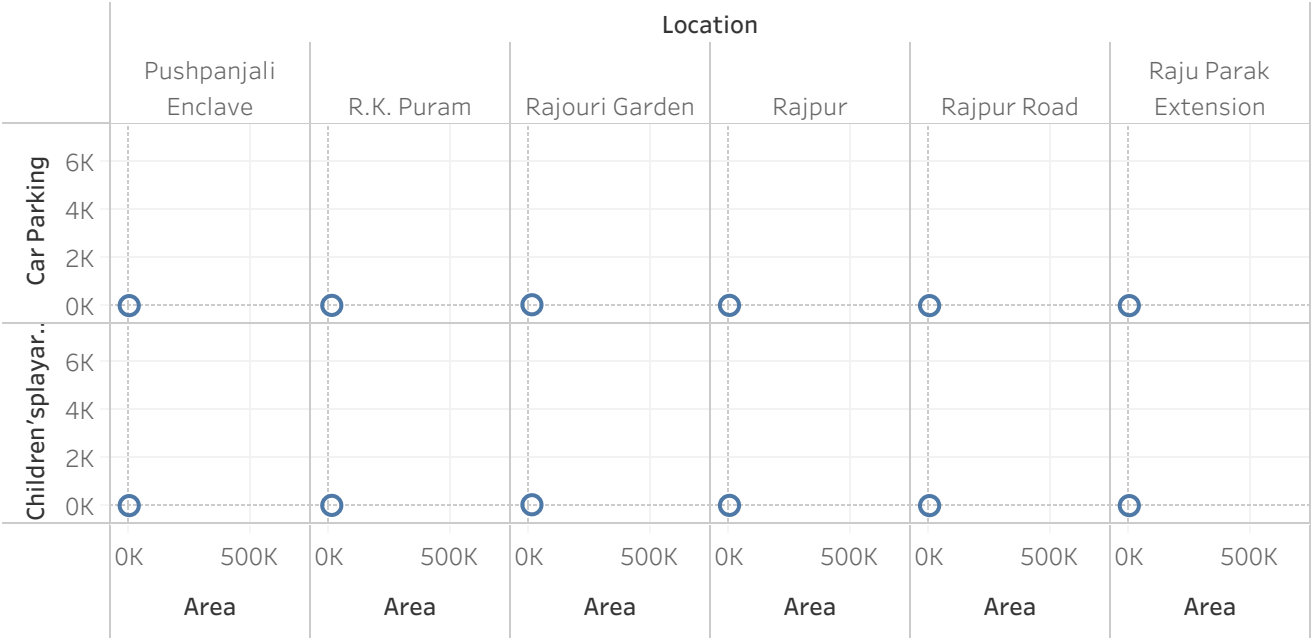 Location
Pushpanjali
Enclave
R.K. Puram
Rajouri Garden
Rajpur
Rajpur Road
Raju Parak
Extension
Car Parking
6K
4K
2K
0K
Children'splayar..
6K
4K
2K
0K
0K 500K 0K 500K 0K 500K 0K 500K 0K 500K 0K 500K
Area Area Area Area Area Area